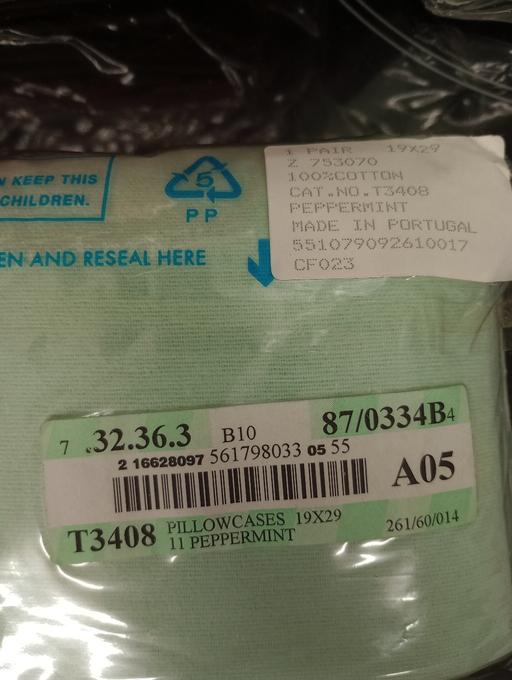 N KEEP THIS
CHILDREN.
5
PP
EN AND RESEAL HERE
1 PAIR 19X29
Z 753070
100%COTTON
CAT.NO.T3408
PEPPERMINT
MADE IN PORTUGAL
551079092610017
CF023
7 .32.36.3 B10 87/0334B4
2 16628097 561798033 05 55
A05
T3408 PILLOWCASES 19X29
11 PEPPERMINT 261/60/014